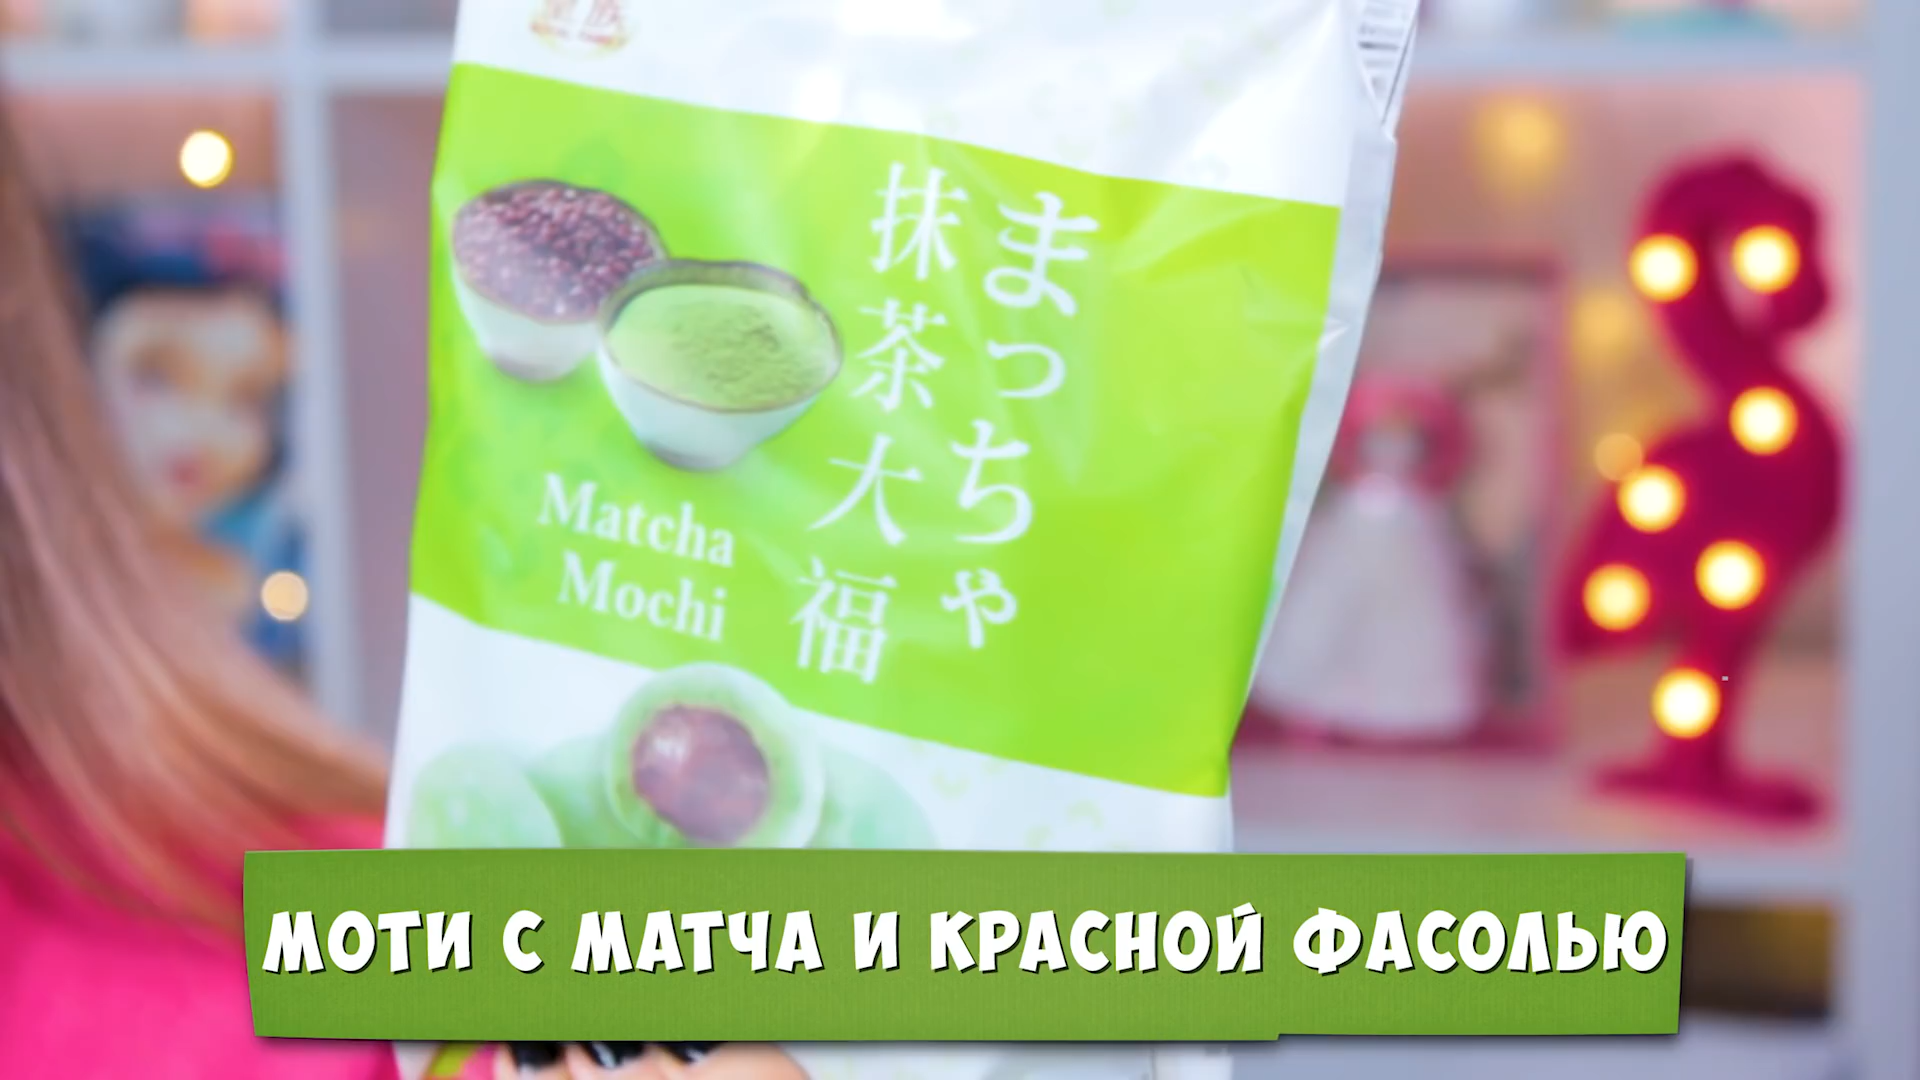 まっちゃ
抹茶大福
Matcha
Mochi
МОТИ С МАТЧА И КРАСНОЙ ФАСОЛЬЮ